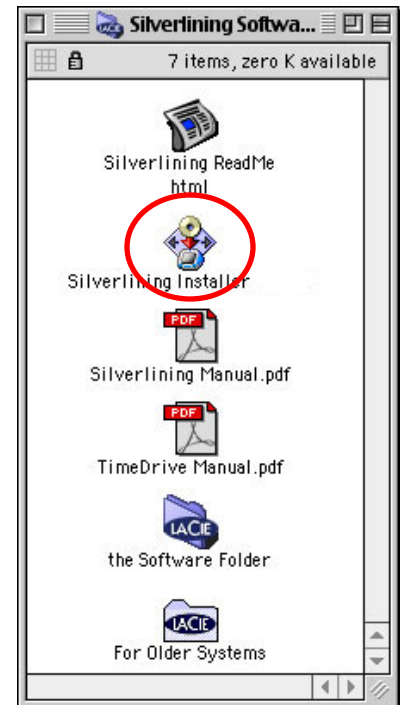 Silverlining Softwa...
7 items, zero K available
Silverlining ReadMe
html
Silverlining Installer
PDF
Silverlining Manual.pdf
PDF
TimeDrive Manual.pdf
LACIE
the Software Folder
LACIE
For Older Systems